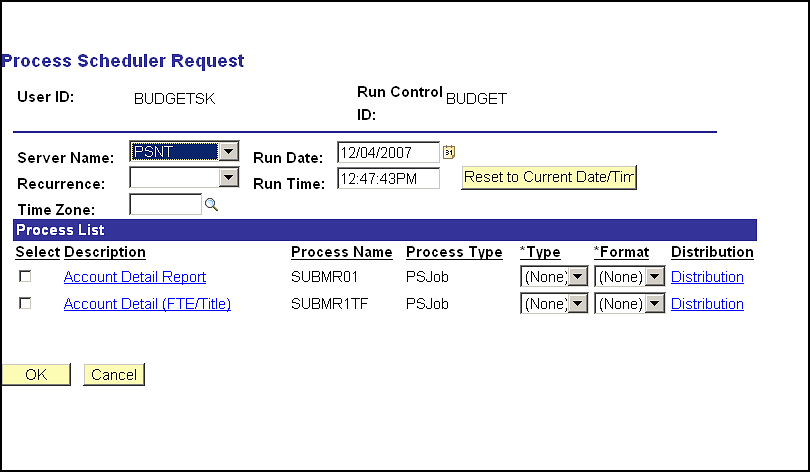 Process Scheduler Request
User ID: BUDGETSK Run Control ID: BUDGET
Server Name: PSNT Run Date: 12/04/2007 31
Recurrence: Run Time: 12:47:43PM Reset to Current Date/Tim
Time Zone:
Process List
Select Description Process Name Process Type *Type *Format Distribution
Account Detail Report SUBMR01 PSJob (None) (None) Distribution
Account Detail (FTE/Title) SUBMR1TF PSJob (None) (None) Distribution
OK Cancel